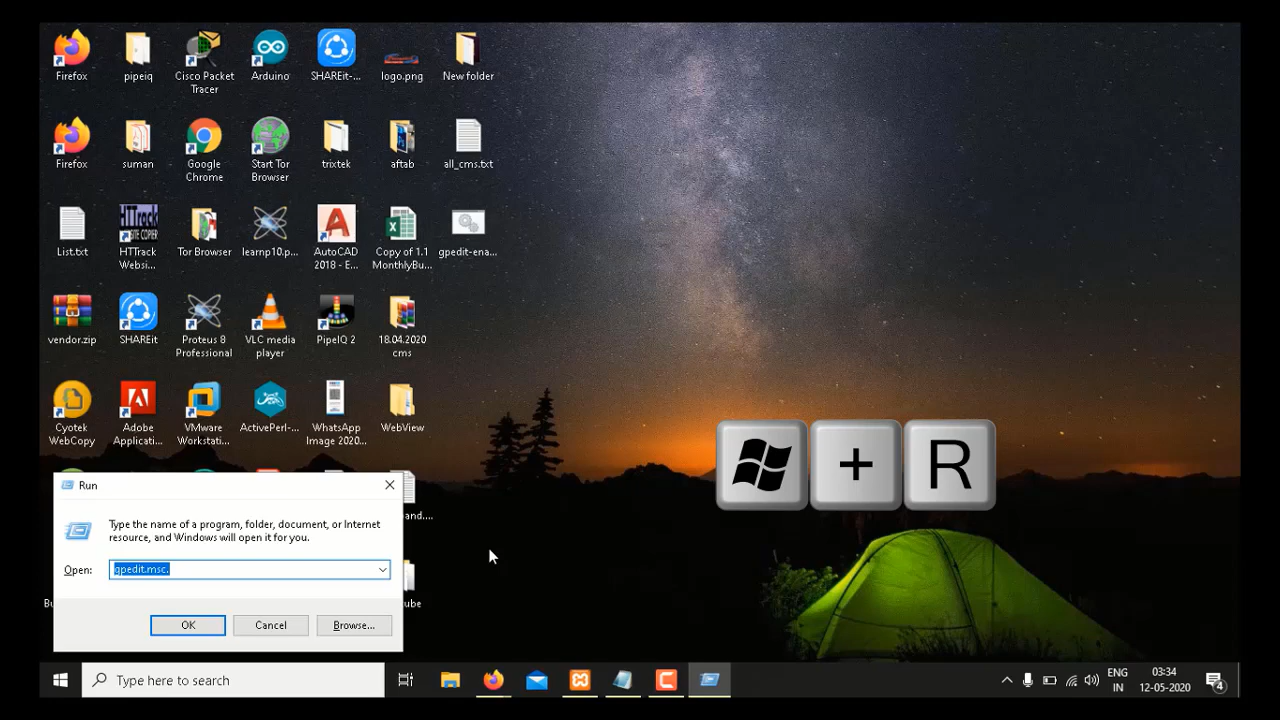 Firefox
pipeiq
Cisco Packet
Tracer
Arduino
SHAREit-...
logo.png
New folder
Firefox
suman
Google
Chrome
Start Tor
Browser
trixtek
aftab
all_cms.txt
List.txt
HTTrack
SITE COPIER
HTTrack
Websi...
Tor Browser
learnp10.p...
AutoCAD
2018 - E...
Copy of 1.1
MonthlyBu...
gpedit-ena...
vendor.zip
SHAREit
Proteus 8
Professional
VLC media
player
PipeIQ 2
18.04.2020
cms
Cyotek
WebCopy
Adobe
Applicati...
VMware
Workstati...
ActivePerl-...
WhatsApp
Image 2020...
WebView
+ R
Run
Type the name of a program, folder, document, or Internet
resource, and Windows will open it for you.
Open:
gpedit.msc.
OK
Cancel
Browse...
Type here to search
ENG
IN
03:34
12-05-2020
4